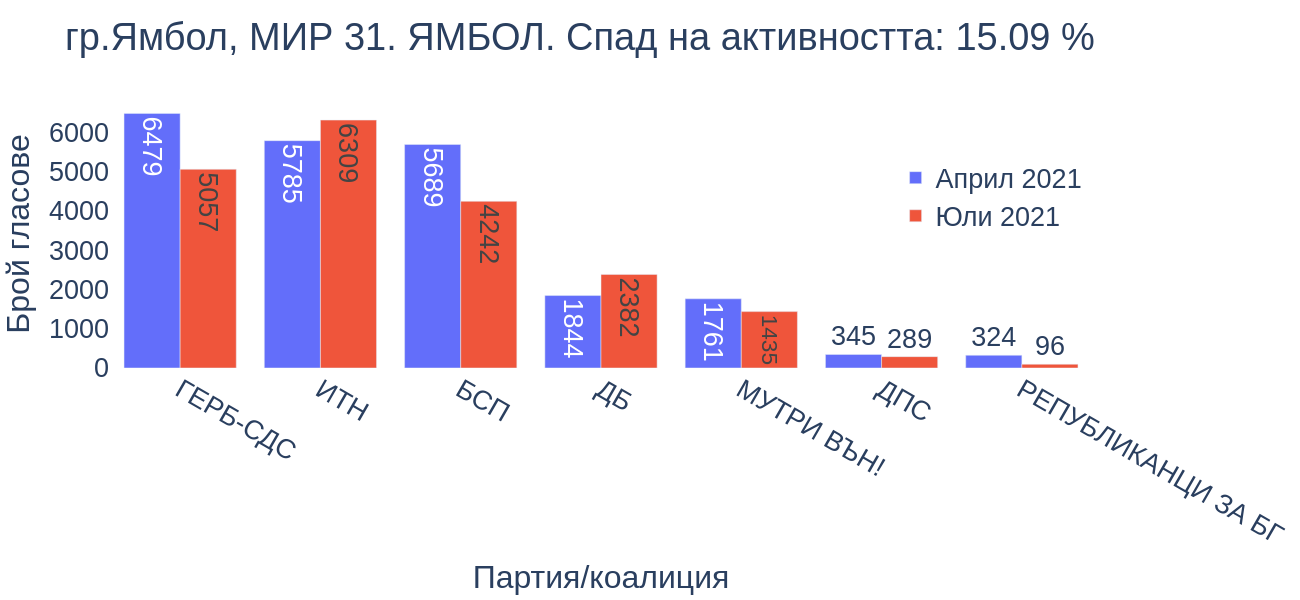 гр.Ямбол, МИР 31. ЯМБОЛ. Спад на активността: 15.09 %
Брой гласове
6000
5000
4000
3000
2000
1000
0
6479
5057
5785
6309
5689
4242
1844
2382
1761
1435
345
289
324
96
Април 2021
Юли 2021
ГЕРБ-СДС
ИТН
БСП
ДБ
МУТРИ ВЪН!
ДПС
РЕПУБЛИКАНЦИ ЗА БГ
Партия/коалиция